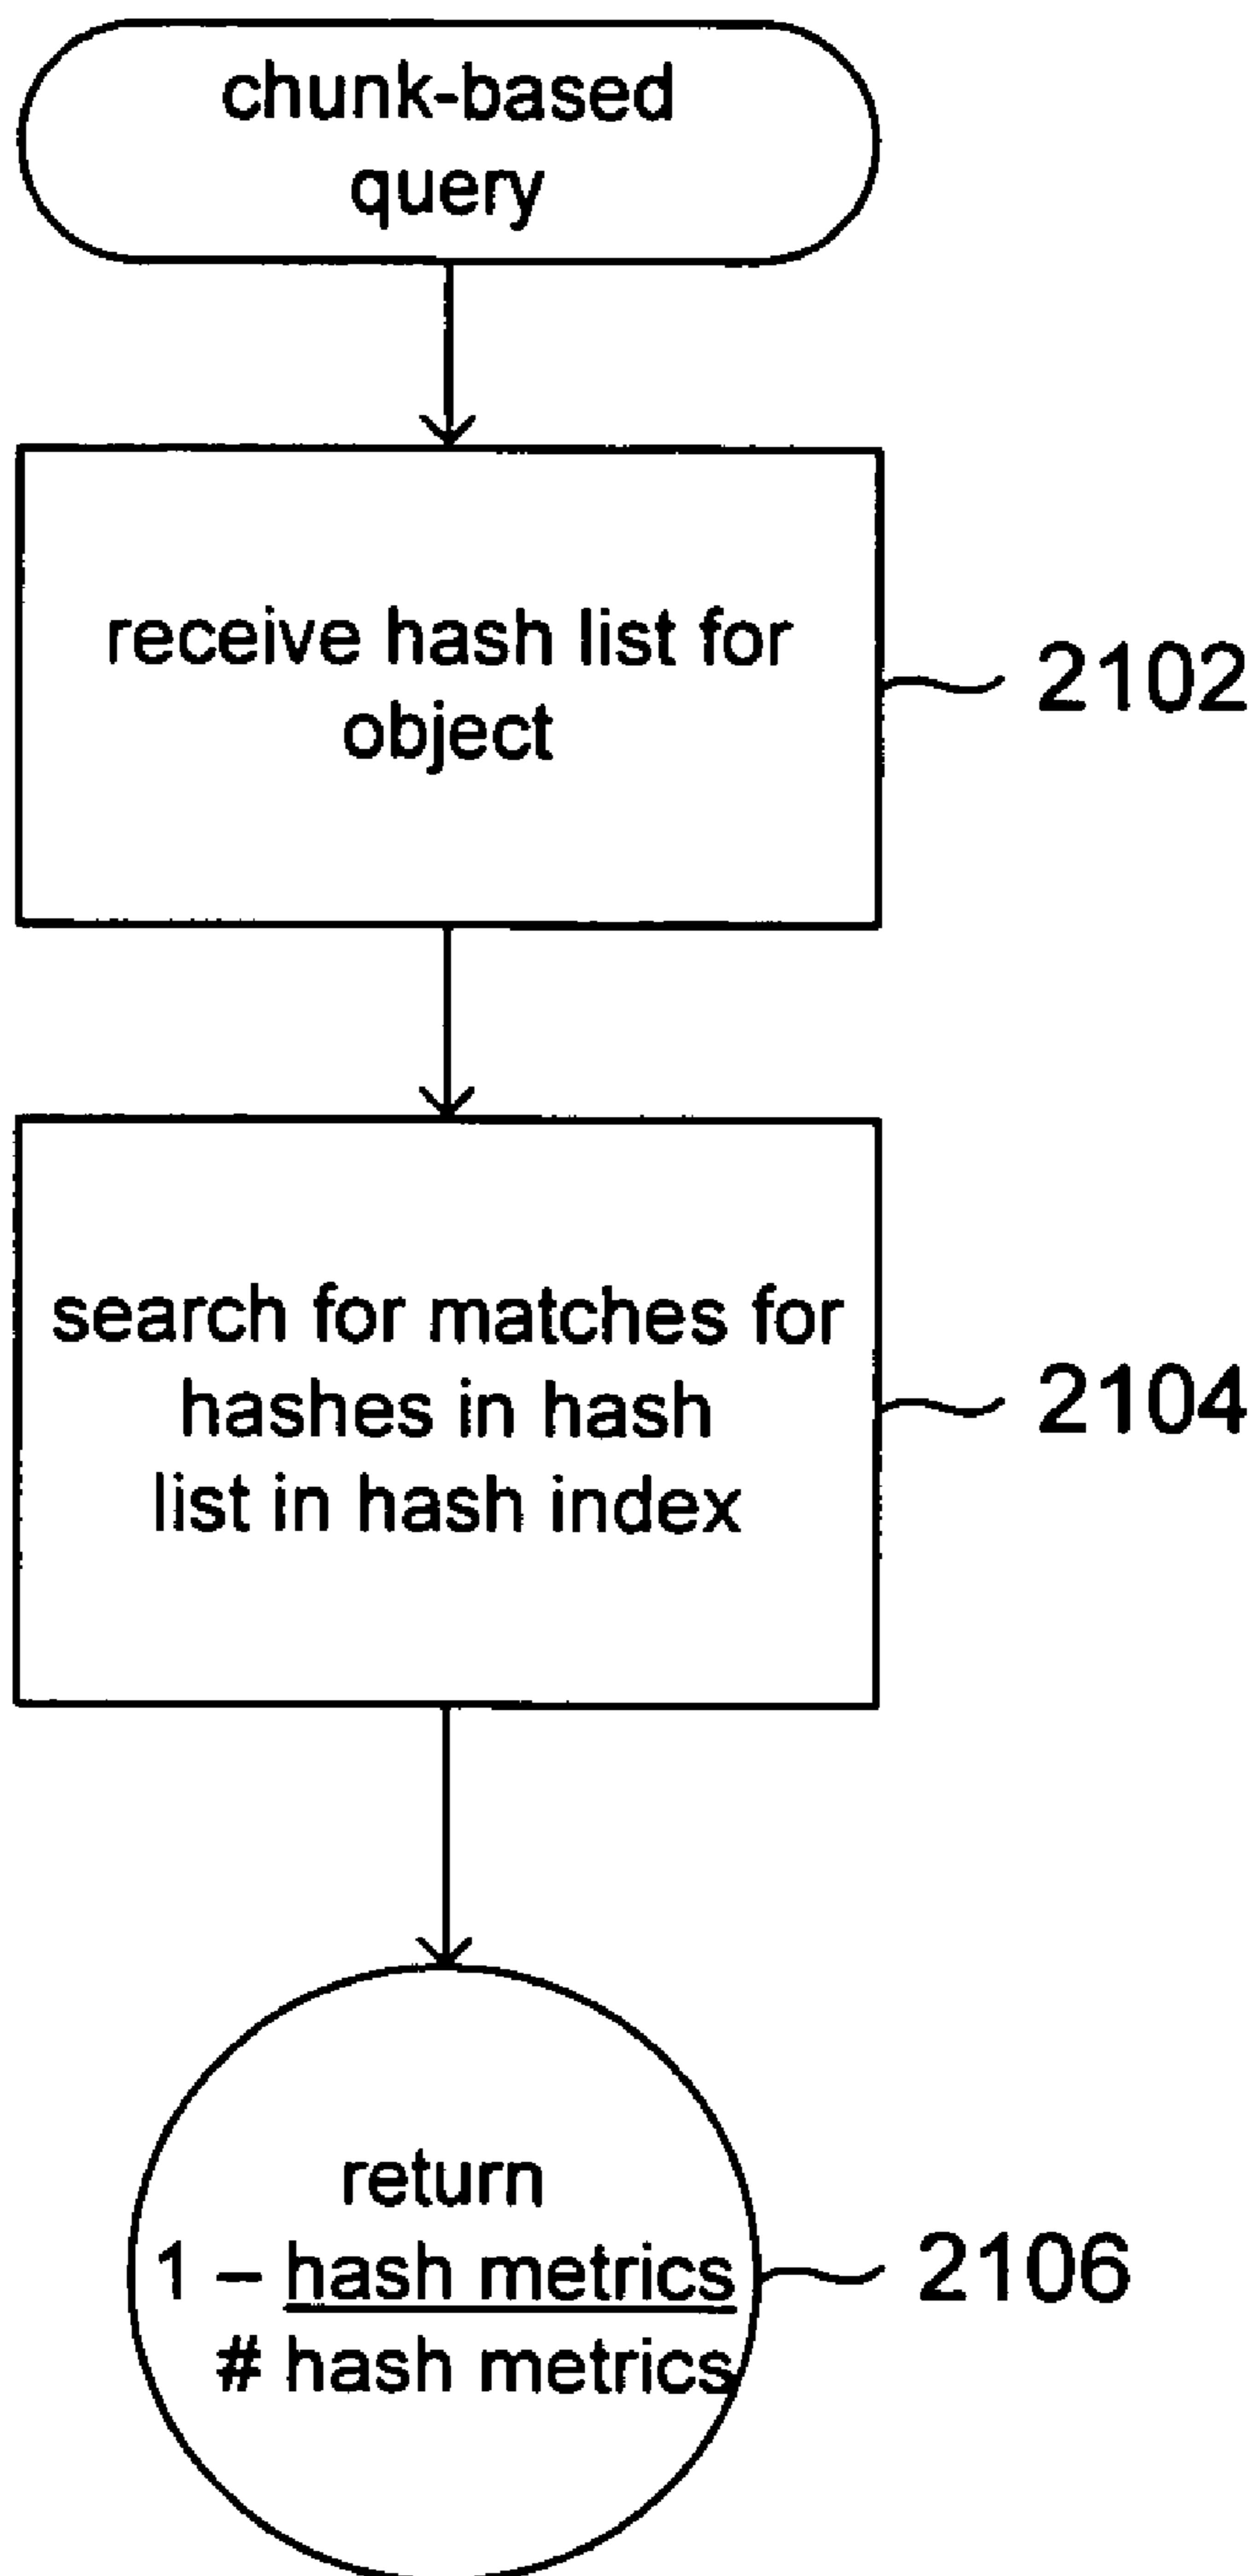 chunk-based
query
receive hash list for
object
2102
search for matches for
hashes in hash
list in hash index
2104
return
1 – hash metrics
# hash metrics
2106